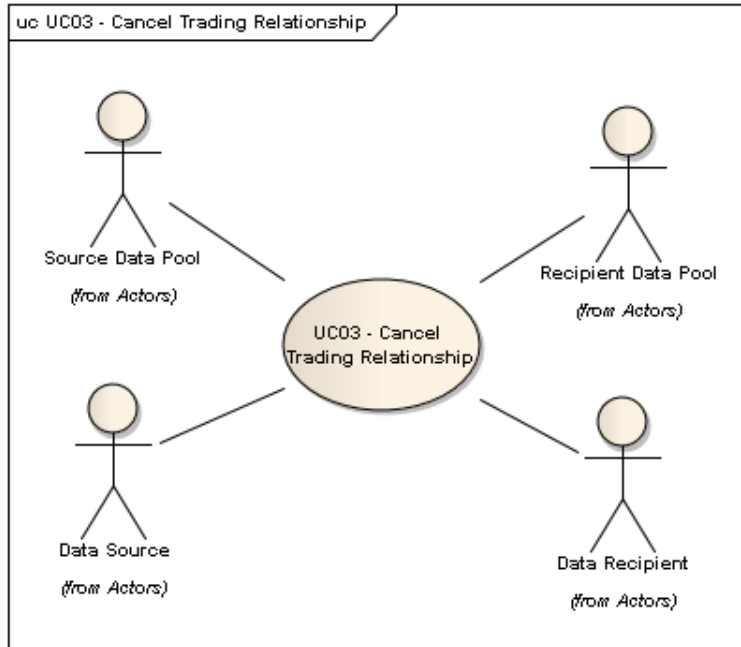 uc UC03 - Cancel Trading Relationship
Source Data Pool
(from Actors)
Recipient Data Pool
(from Actors)
UC03 - Cancel
Trading Relationship
Data Source
(from Actors)
Data Recipient
(from Actors)